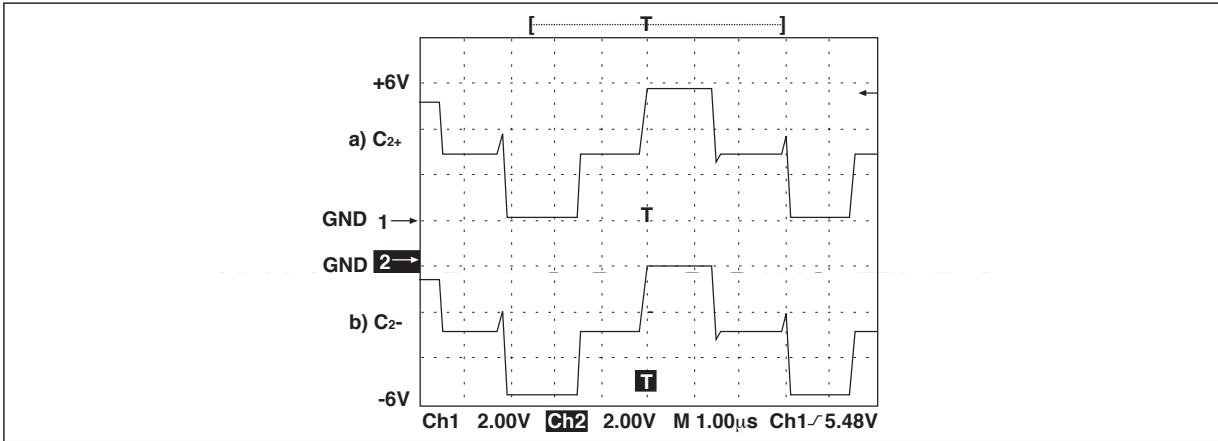 [ T ]
+6V
a) C2+
GND 1→
T
GND 2→
b) C2-
T
-6V
Ch1 2.00V Ch2 2.00V M 1.00μs Ch1 5.48V